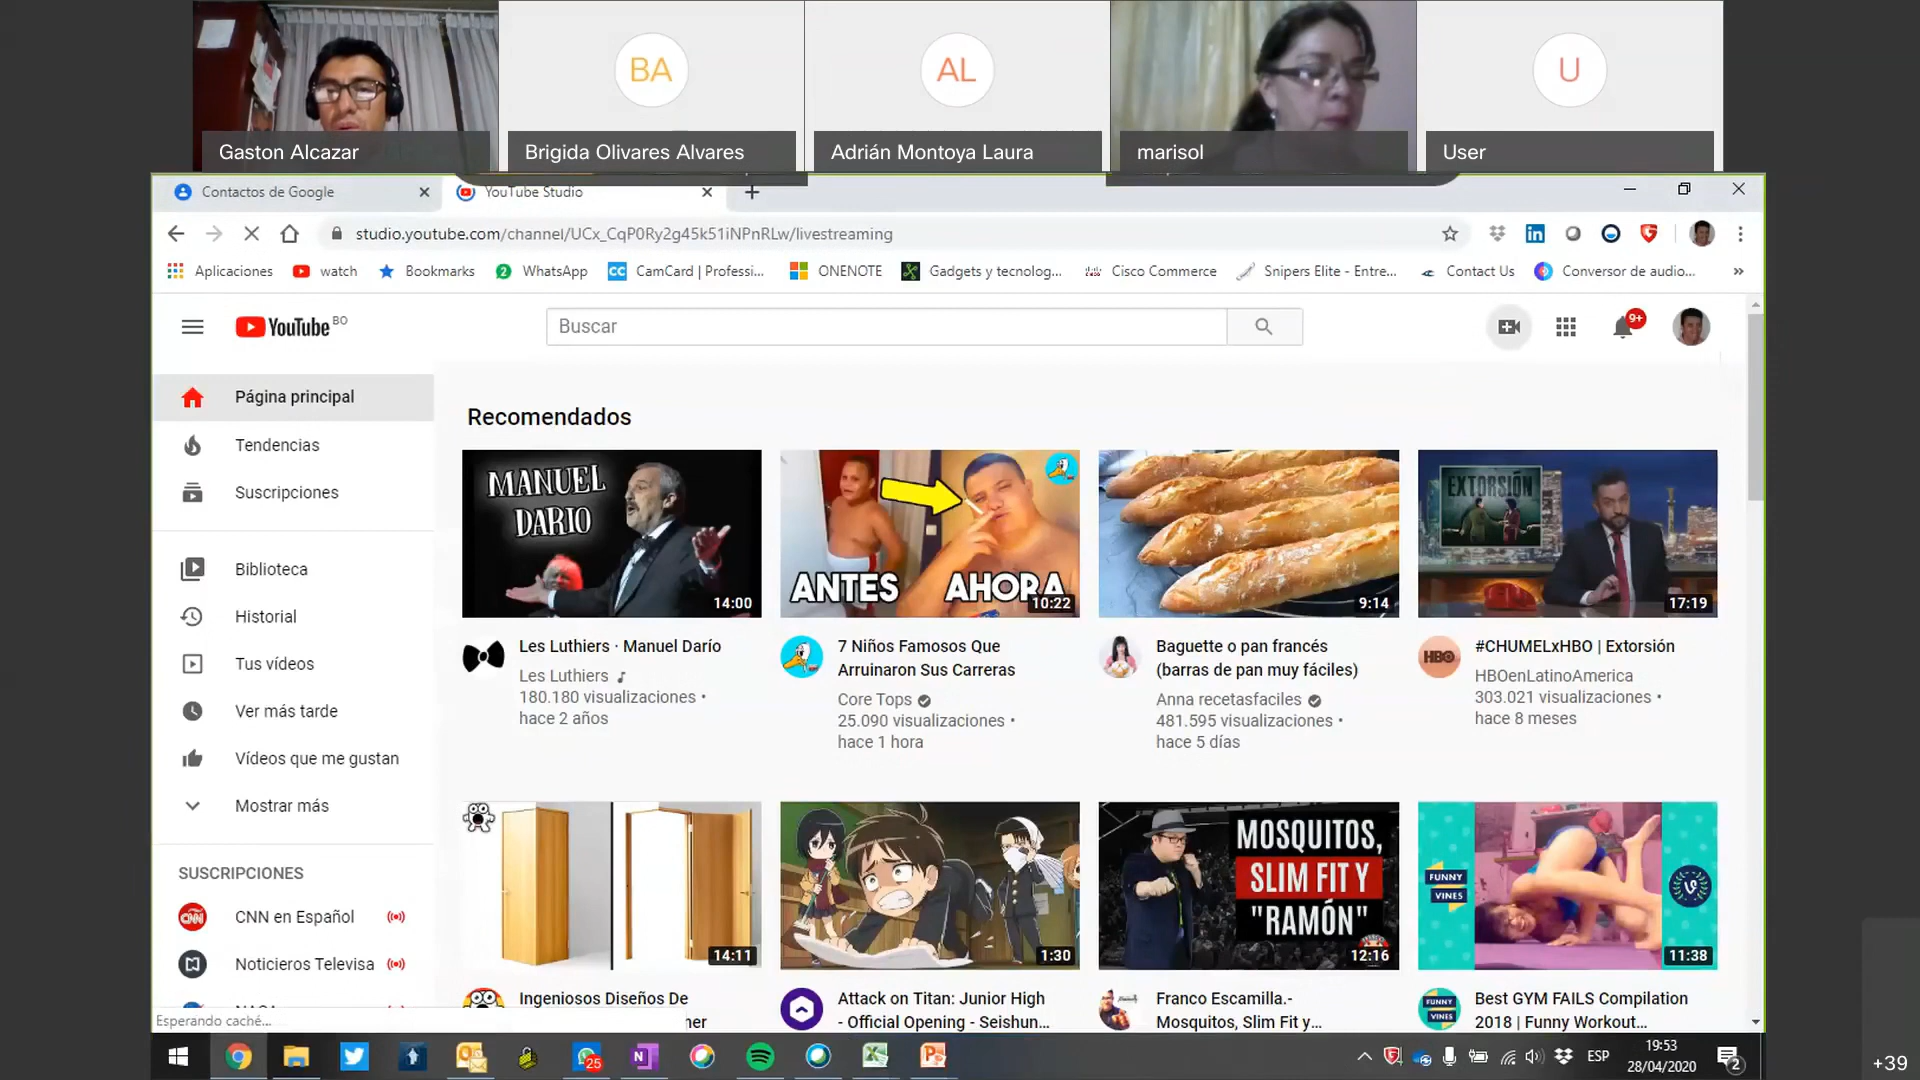 BA
AL
U
Gaston Alcazar
Brigida Olivares Alvares
Adrián Montoya Laura
marisol
User
Contactos de Google
YouTube Studio
studio.youtube.com/channel/UCx_CqP0Ry2g45k51iNPnRLw/livestreaming
Aplicaciones
watch
Bookmarks
2
WhatsApp
CC
CamCard | Professi...
ONENOTE
Gadgets y tecnolog...
Cisco Commerce
Snipers Elite - Entre...
Contact Us
Conversor de audio...
»
YouTube BO
Buscar
9+
Página principal
Tendencias
Suscripciones
Biblioteca
Historial
Tus vídeos
Ver más tarde
Vídeos que me gustan
Mostrar más
SUSCRIPCIONES
CNN en Español
Noticieros Televisa
Esperando caché...
Recomendados
MANUEL
DARIO
14:00
ANTES AHORA
10:22
9:14
EXTORSIÓN
17:19
Les Luthiers · Manuel Darío
Les Luthiers
180.180 visualizaciones •
hace 2 años
7 Niños Famosos Que
Arruinaron Sus Carreras
Core Tops
25.090 visualizaciones •
hace 1 hora
Baguette o pan francés
(barras de pan muy fáciles)
Anna recetasfaciles
481.595 visualizaciones •
hace 5 días
HBO
#CHUMELxHBO | Extorsión
HBOenLatinoAmerica
303.021 visualizaciones •
hace 8 meses
14:11
1:30
MOSQUITOS,
SLIM FIT Y
"RAMÓN"
12:16
FUNNY
VINES
11:38
Ingeniosos Diseños De
Attack on Titan: Junior High
- Official Opening - Seishun...
Franco Escamilla.-
Mosquitos, Slim Fit y...
FUNNY
VINES
Best GYM FAILS Compilation
2018 | Funny Workout...
25
ESP
19:53
28/04/2020
2
+39